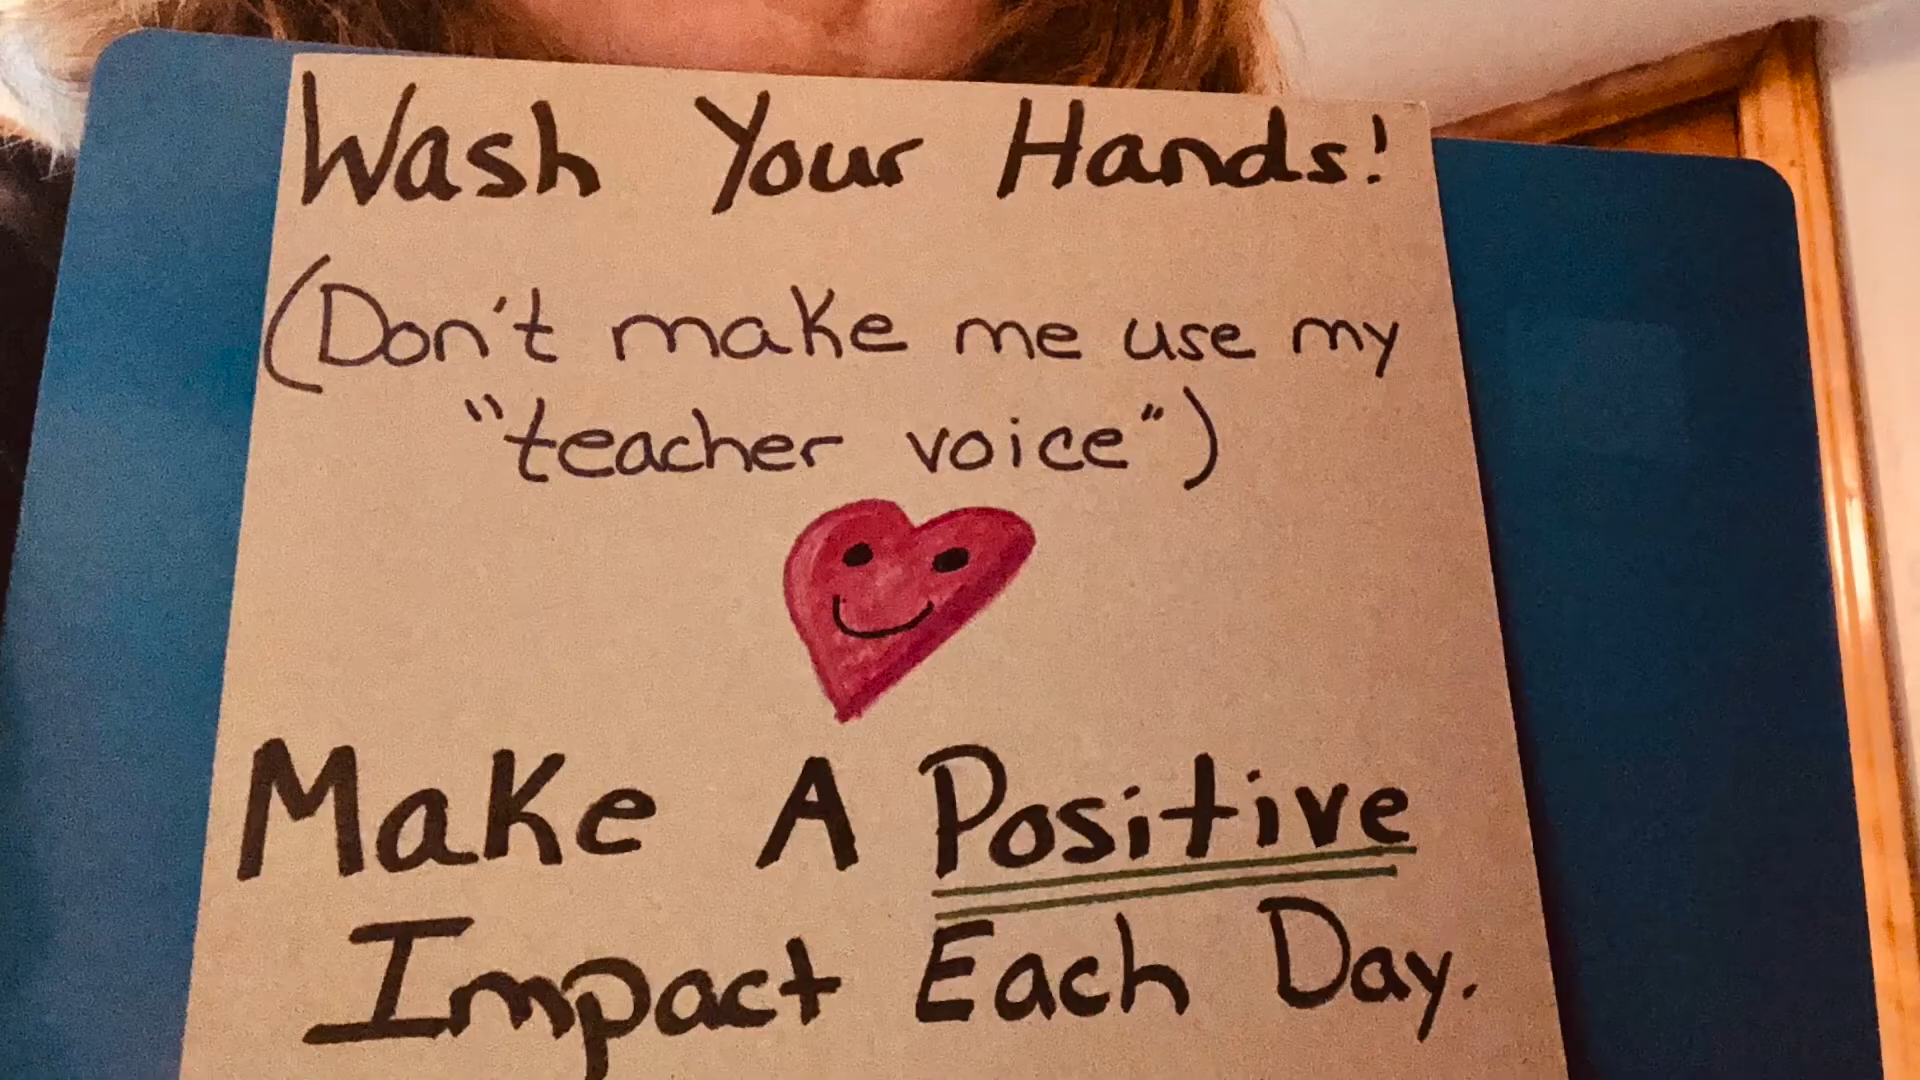 Wash Your Hands!
(Don't make me use my
"teacher voice")
Make A Positive
Impact Each Day.